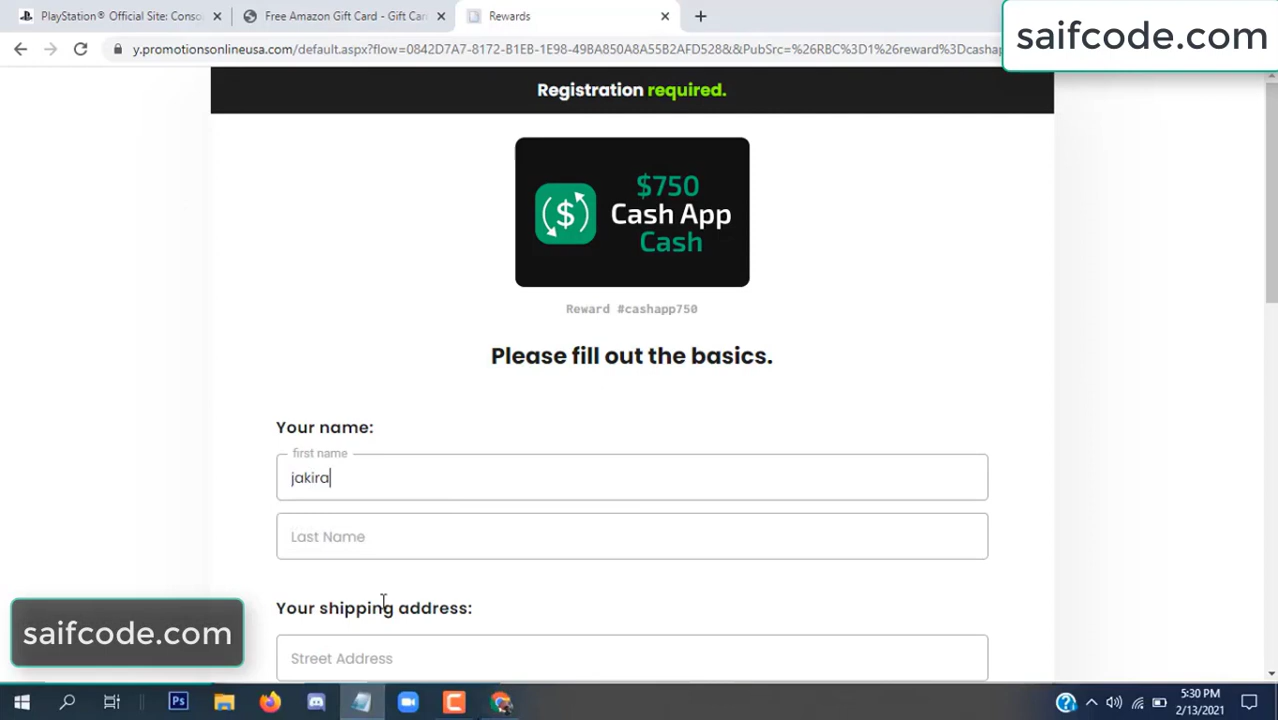 PlayStation® Official Site: Conso
Free Amazon Gift Card - Gift Car
Rewards
saifcode.com
y.promotionsonlineusa.com/default.aspx?flow=0842D7A7-8172-B1EB-1E98-49BA850A8A55B2AFD528&&PubSrc=%26RBC%3D1%26reward%3Dcashap
Registration required.
$750
Cash App
Cash
$
Reward #cashapp750
Please fill out the basics.
Your name:
first name
jakira
Last Name
Your shipping address:
Street Address
saifcode.com
Ps
5:30 PM
2/13/2021